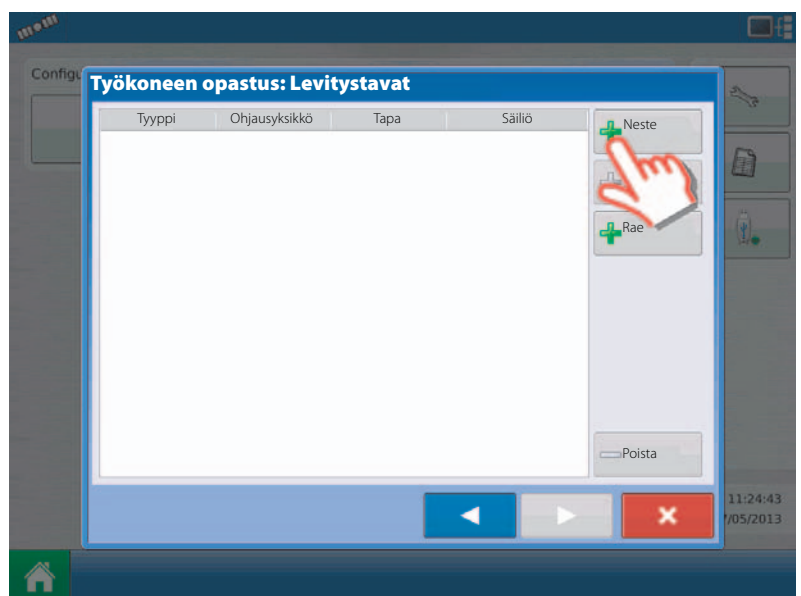 Configu
Työkoneen opastus: Levitystavat
Tyyppi Ohjausyksikkö Tapa Säiliö
Neste
Rae
Poista
11:24:43
/05/2013